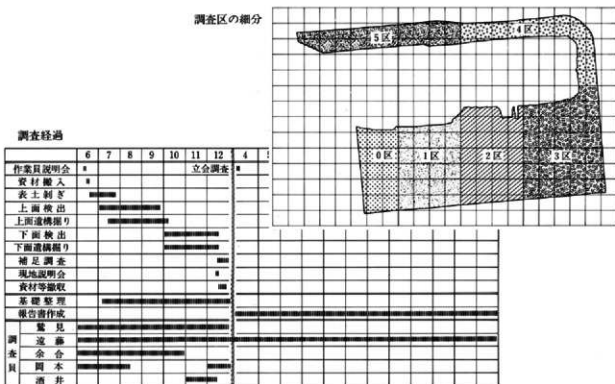 調査区の細分
5区
4区
0区
1区
2区
3区
調査経過
6 7 8 9 10 11 12 4
作業員説明会 立会調査
資材搬入
表土剥ぎ
上面検出
上面遺構掘り
下面検出
下面遺構掘り
補足調査
現地説明会
資材等撤収
基礎整理
報告書作成
調査員
鷲見
遠藤
余合
岡本
酒井